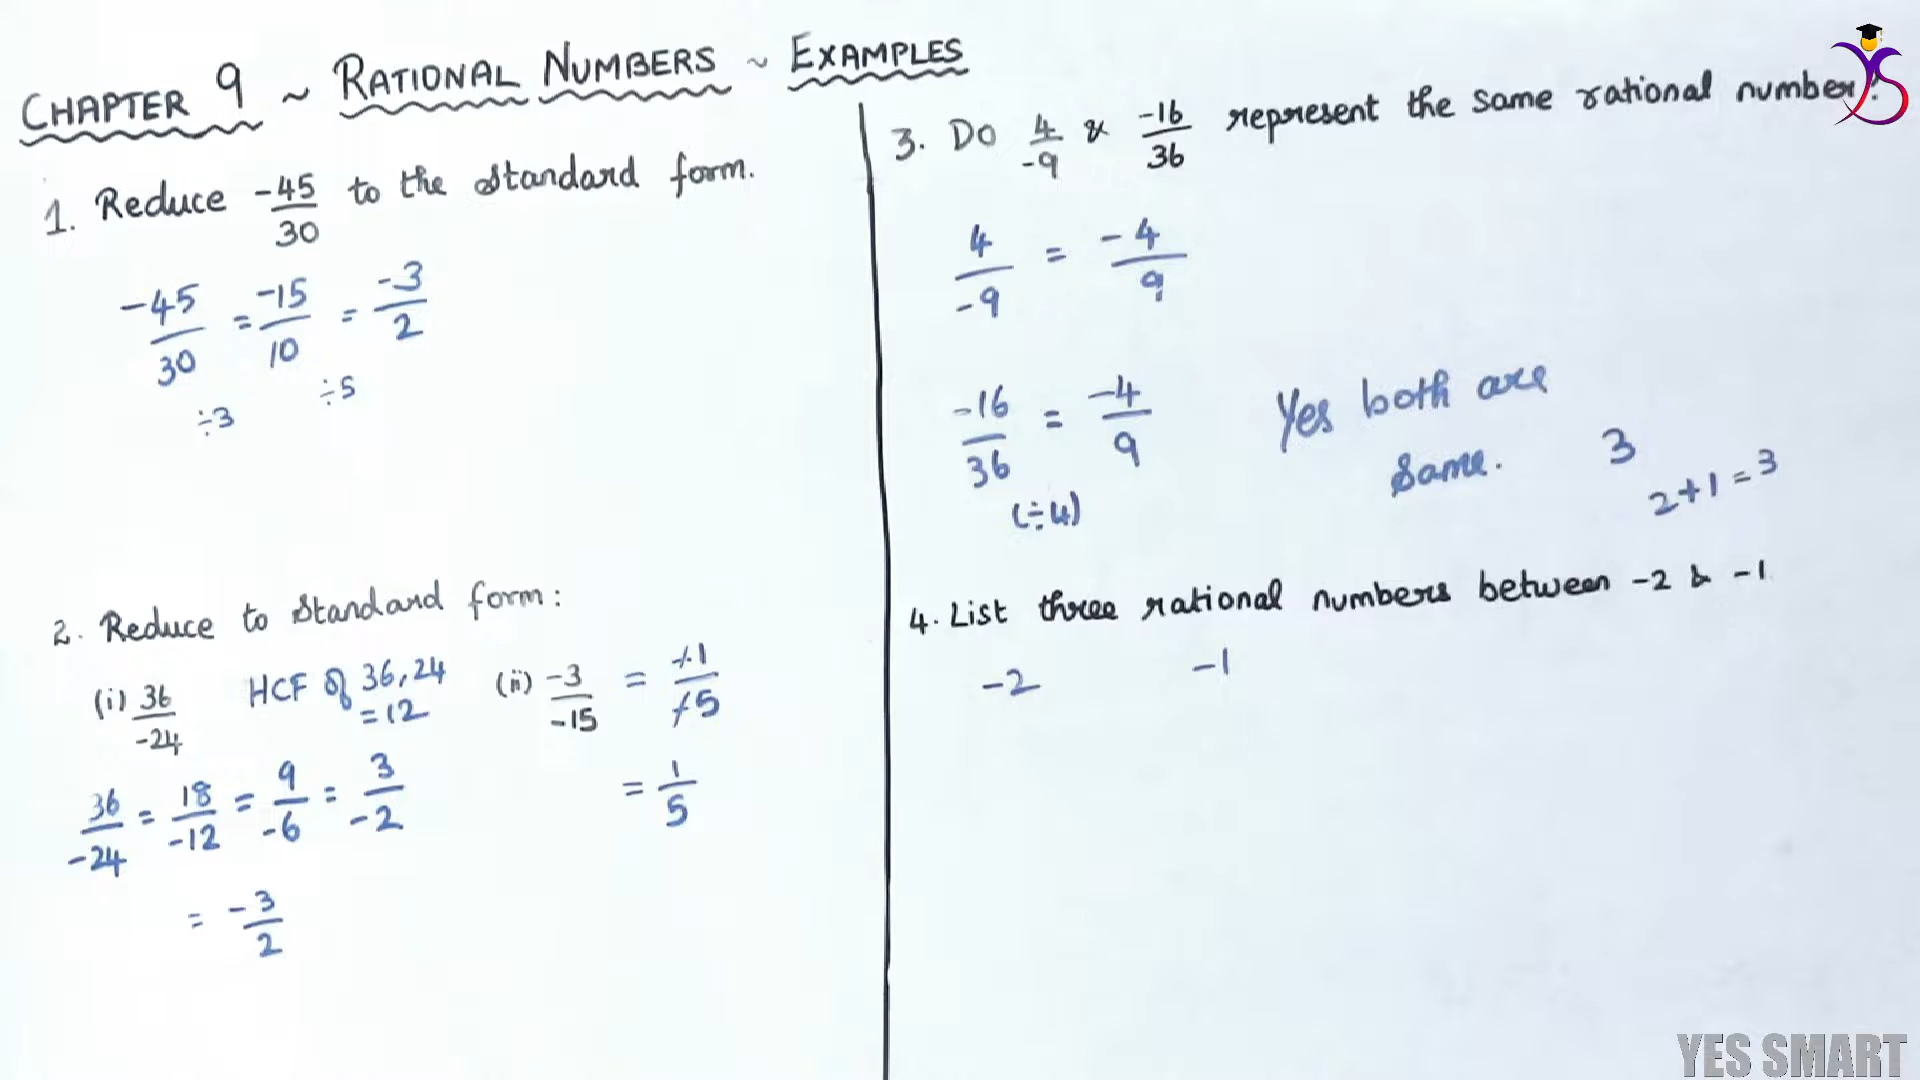 CHAPTER 9 ~ RATIONAL NUMBERS ~ EXAMPLES
1. Reduce -45/30 to the standard form.
-45/30 = -15/10 = -3/2
÷3 ÷5
2. Reduce to standard form:
(i) 36/-24 HCF of 36, 24 = 12
36/-24 = 18/-12 = 9/-6 = 3/-2
= -3/2
(ii) -3/-15 = -1/-5
= 1/5
3. Do 4/-9 & -16/36 represent the same rational number?
4/-9 = -4/9
-16/36 = -4/9
(÷4)
Yes both are
same.
3
2+1=3
4. List three rational numbers between -2 & -1
-2 -1
YS
YES SMART